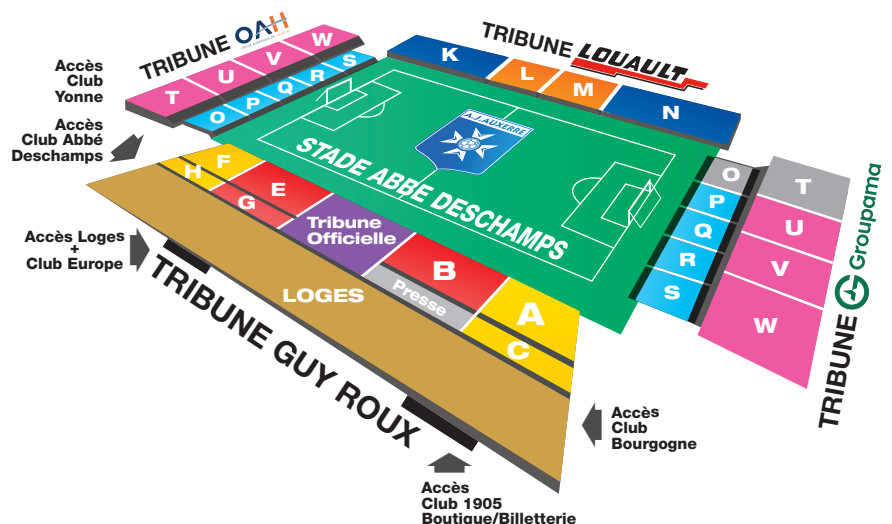 TRIBUNE OAH
TRIBUNE LOUAULT
Accès
Club
Yonne
Accès
Club Abbé
Deschamps
T U V W
O P Q R S
K L M N
A.J.AUXERRE
STADE ABBE DESCHAMPS
O P Q R S
T U V W
TRIBUNE Groupama
H F
G E
Tribune
Officielle
B
Presse
A
C
LOGES
Accès Loges
+
Club Europe
TRIBUNE GUY ROUX
Accès
Club
Bourgogne
Accès
Club 1905
Boutique/Billetterie